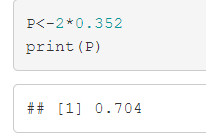 P<-2*0.352
print(P)
## [1] 0.704